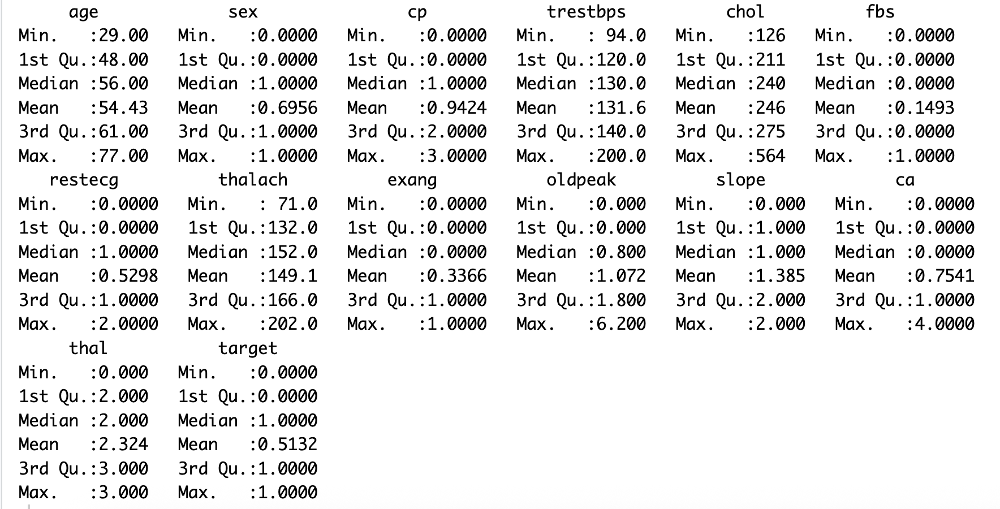 age             sex               cp             trestbps          chol          fbs
Min.   :29.00   Min.   :0.0000   Min.   :0.0000   Min.   : 94.0   Min.   :126   Min.   :0.0000
1st Qu.:48.00   1st Qu.:0.0000   1st Qu.:0.0000   1st Qu.:120.0   1st Qu.:211   1st Qu.:0.0000
Median :56.00   Median :1.0000   Median :1.0000   Median :130.0   Median :240   Median :0.0000
Mean   :54.43   Mean   :0.6956   Mean   :0.9424   Mean   :131.6   Mean   :246   Mean   :0.1493
3rd Qu.:61.00   3rd Qu.:1.0000   3rd Qu.:2.0000   3rd Qu.:140.0   3rd Qu.:275   3rd Qu.:0.0000
Max.   :77.00   Max.   :1.0000   Max.   :3.0000   Max.   :200.0   Max.   :564   Max.   :1.0000
   restecg          thalach          exang           oldpeak          slope             ca
Min.   :0.0000   Min.   : 71.0   Min.   :0.0000   Min.   :0.000   Min.   :0.000   Min.   :0.0000
1st Qu.:0.0000   1st Qu.:132.0   1st Qu.:0.0000   1st Qu.:0.000   1st Qu.:1.000   1st Qu.:0.0000
Median :1.0000   Median :152.0   Median :0.0000   Median :0.800   Median :1.000   Median :0.0000
Mean   :0.5298   Mean   :149.1   Mean   :0.3366   Mean   :1.072   Mean   :1.385   Mean   :0.7541
3rd Qu.:1.0000   3rd Qu.:166.0   3rd Qu.:1.0000   3rd Qu.:1.800   3rd Qu.:2.000   3rd Qu.:1.0000
Max.   :2.0000   Max.   :202.0   Max.   :1.0000   Max.   :6.200   Max.   :2.000   Max.   :4.0000
     thal           target
Min.   :0.000   Min.   :0.0000
1st Qu.:2.000   1st Qu.:0.0000
Median :2.000   Median :1.0000
Mean   :2.324   Mean   :0.5132
3rd Qu.:3.000   3rd Qu.:1.0000
Max.   :3.000   Max.   :1.0000